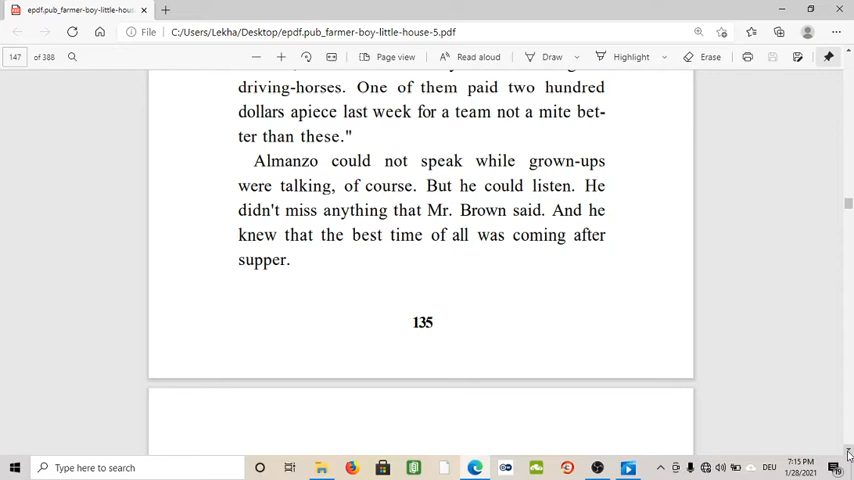 epdf.pub_farmer-boy-little-house
File C:/Users/Lekha/Desktop/epdf.pub_farmer-boy-little-house-5.pdf
147 of 388 Page view Read aloud Draw Highlight Erase
driving-horses. One of them paid two hundred
dollars apiece last week for a team not a mite bet-
ter than these."
Almanzo could not speak while grown-ups
were talking, of course. But he could listen. He
didn't miss anything that Mr. Brown said. And he
knew that the best time of all was coming after
supper.
135
Type here to search
DEU
7:15 PM
1/28/2021
19